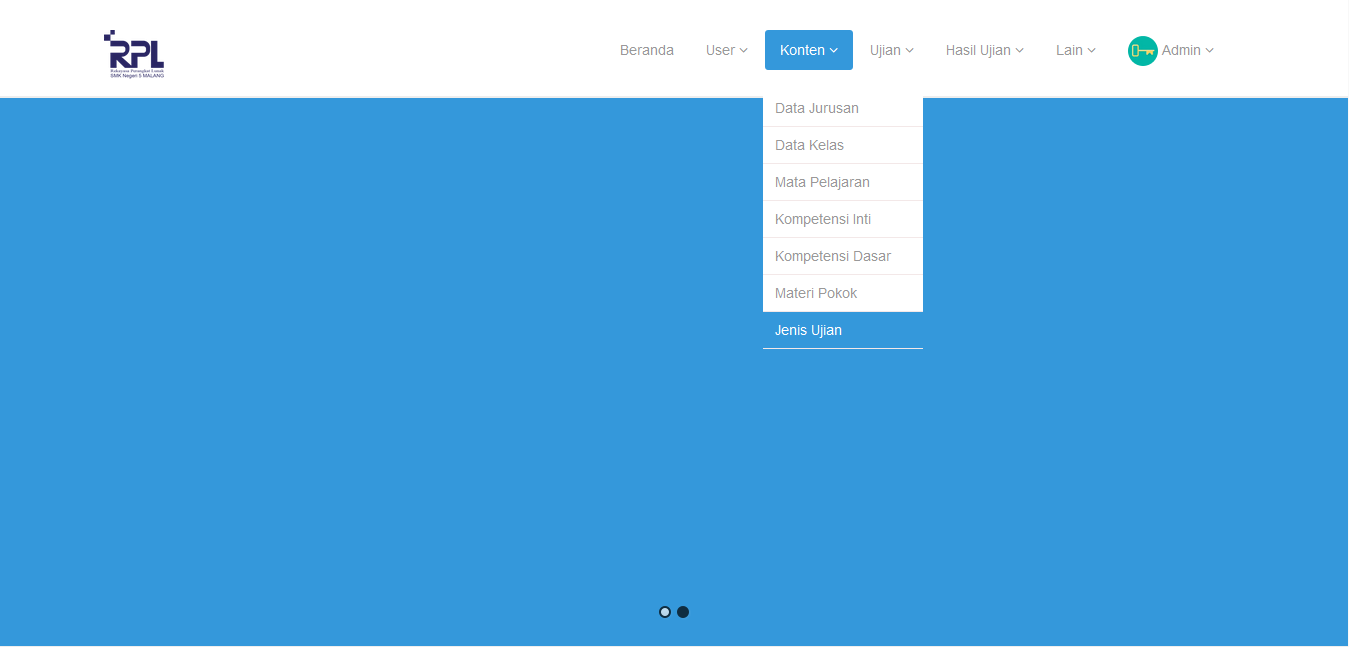 RPL
Rekayasa Perangkat Lunak
SMK Negeri 5 MALANG
Beranda
User
Konten
Ujian
Hasil Ujian
Lain
Admin
Data Jurusan
Data Kelas
Mata Pelajaran
Kompetensi Inti
Kompetensi Dasar
Materi Pokok
Jenis Ujian